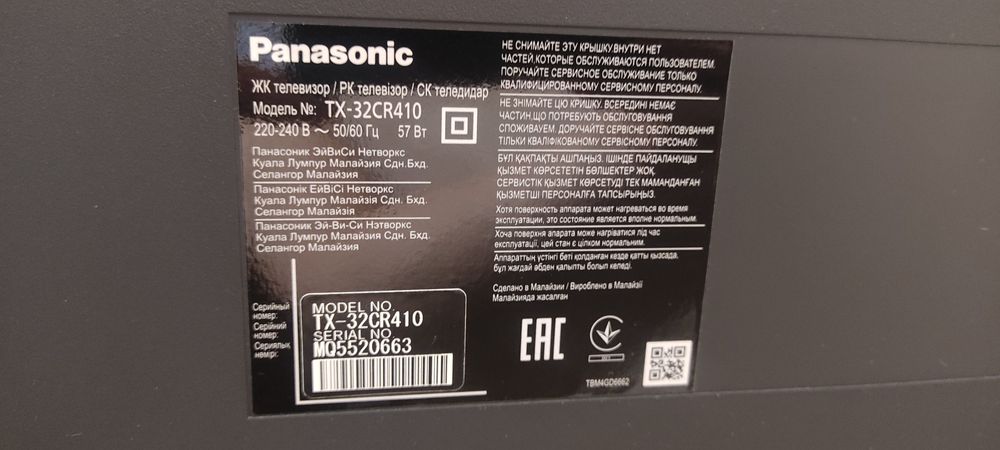 Panasonic
ЖК телевизор / РК телевізор / СК теледидар
Модель №: TX-32CR410
220-240 В ~ 50/60 Гц 57 Вт
Панасоник ЭйВиСи Нетворкс
Куала Лумпур Малайзия Сдн.Бхд.
Селангор Малайзия
Панасонік ЕйВіСі Нетворкс
Куала Лумпур Малайзія Сдн. Бхд.
Селангор Малайзія
Панасоник Эй-Ви-Си Нэтворкс
Куала Лумпур Малайзия Сдн. Бхд.
Селангор Малайзия
Серийный
номер:
Серійний
номер:
Сериялық
нөмірі:
MODEL NO.
TX-32CR410
SERIAL NO.
MQ5520663
НЕ СНИМАЙТЕ ЭТУ КРЫШКУ.ВНУТРИ НЕТ
ЧАСТЕЙ,КОТОРЫЕ ОБСЛУЖИВАЮТСЯ ПОЛЬЗОВАТЕЛЕМ.
ПОРУЧАЙТЕ СЕРВИСНОЕ ОБСЛУЖИВАНИЕ ТОЛЬКО
КВАЛИФИЦИРОВАННОМУ СЕРВИСНОМУ ПЕРСОНАЛУ.
НЕ ЗНІМАЙТЕ ЦЮ КРИШКУ. ВСЕРЕДИНІ НЕМАЄ
ЧАСТИН,ЩО ПОТРЕБУЮТЬ ОБСЛУГОВУВАННЯ
СПОЖИВАЧЕМ. ДОРУЧАЙТЕ СЕРВІСНЕ ОБСЛУГОВУВАННЯ
ТІЛЬКИ КВАЛІФІКОВАНОМУ СЕРВІСНОМУ ПЕРСОНАЛУ.
БҰЛ ҚАҚПАҚТЫ АШПАҢЫЗ. ІШІНДЕ ПАЙДАЛАНУШЫ
ҚЫЗМЕТ КӨРСЕТЕТІН БӨЛШЕКТЕР ЖОҚ.
СЕРВИСТІК ҚЫЗМЕТ КӨРСЕТУДІ ТЕК МАМАНДАНҒАН
ҚЫЗМЕТШІ ПЕРСОНАЛҒА ТАПСЫРЫҢЫЗ.
Хотя поверхность аппарата может нагреваться во время
эксплуатации, это состояние является вполне нормальным.
Хоча поверхня апарата може нагріватися під час
експлуатації, цей стан є цілком нормальним.
Аппараттың үстіңгі беті қолданған кезде қатты қызсада,
бұл жағдай әбден қалыпты болып келеді.
Сделано в Малайзии / Вироблено в Малайзії
Малайзияда жасалған
EAC
TBM4GD6662